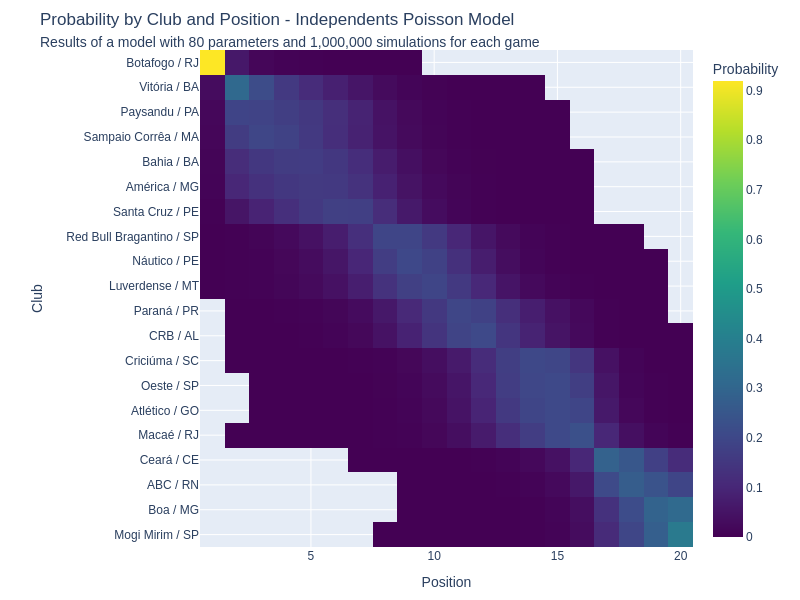 Probability by Club and Position - Independents Poisson Model
Results of a model with 80 parameters and 1,000,000 simulations for each game
Probability
Botafogo / RJ
Vitória / BA
Paysandu / PA
Sampaio Corrêa / MA
Bahia / BA
América / MG
Santa Cruz / PE
Red Bull Bragantino / SP
Náutico / PE
Luverdense / MT
Paraná / PR
CRB / AL
Criciúma / SC
Oeste / SP
Atlético / GO
Macaé / RJ
Ceará / CE
ABC / RN
Boa / MG
Mogi Mirim / SP
Club
5
10
15
20
Position
0.9
0.8
0.7
0.6
0.5
0.4
0.3
0.2
0.1
0